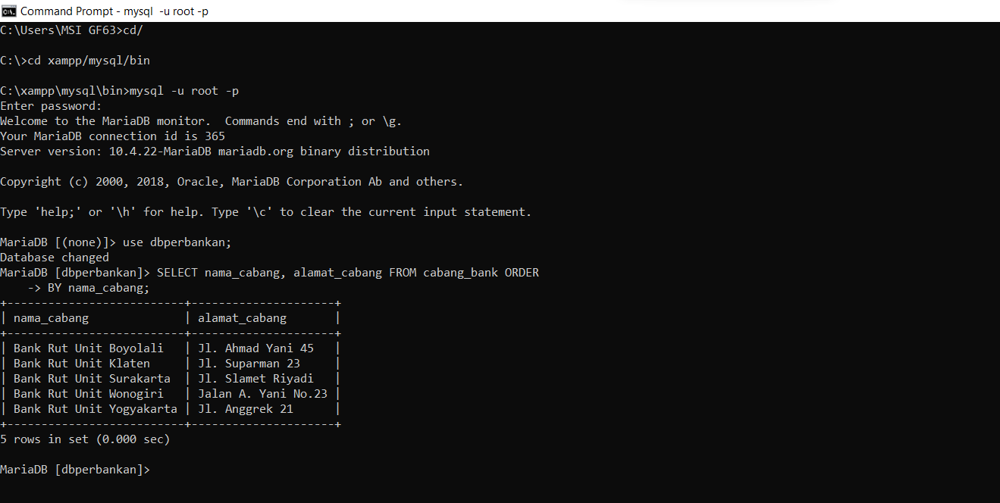 Command Prompt - mysql  -u root -p
C:\Users\MSI GF63>cd/
C:\>cd xampp/mysql/bin
C:\xampp\mysql\bin>mysql -u root -p
Enter password:
Welcome to the MariaDB monitor.  Commands end with ; or \g.
Your MariaDB connection id is 365
Server version: 10.4.22-MariaDB mariadb.org binary distribution
Copyright (c) 2000, 2018, Oracle, MariaDB Corporation Ab and others.
Type 'help;' or '\h' for help. Type '\c' to clear the current input statement.
MariaDB [(none)]> use dbperbankan;
Database changed
MariaDB [dbperbankan]> SELECT nama_cabang, alamat_cabang FROM cabang_bank ORDER
    -> BY nama_cabang;
+--------------------------+---------------------+
| nama_cabang              | alamat_cabang       |
+--------------------------+---------------------+
| Bank Rut Unit Boyolali   | Jl. Ahmad Yani 45   |
| Bank Rut Unit Klaten     | Jl. Suparman 23     |
| Bank Rut Unit Surakarta  | Jl. Slamet Riyadi   |
| Bank Rut Unit Wonogiri   | Jalan A. Yani No.23 |
| Bank Rut Unit Yogyakarta | Jl. Anggrek 21      |
+--------------------------+---------------------+
5 rows in set (0.000 sec)
MariaDB [dbperbankan]>